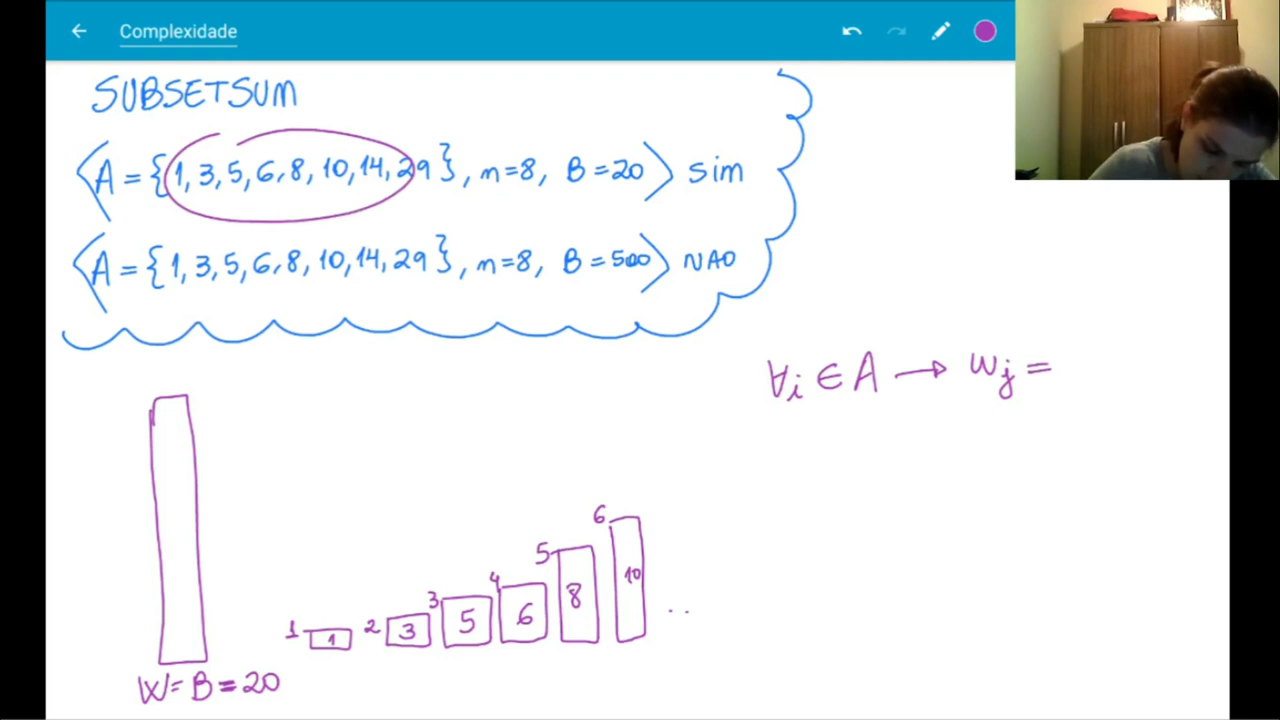 Complexidade
SUBSETSUM
⟨A = {1, 3, 5, 6, 8, 10, 14, 29}, n=8, B=20⟩ SIM
⟨A = {1, 3, 5, 6, 8, 10, 14, 29}, n=8, B=500⟩ NAO
∀i ∈ A → wj =
6
5
10
4
8
3
6
5
2
3
1
1
. .
W = B = 20